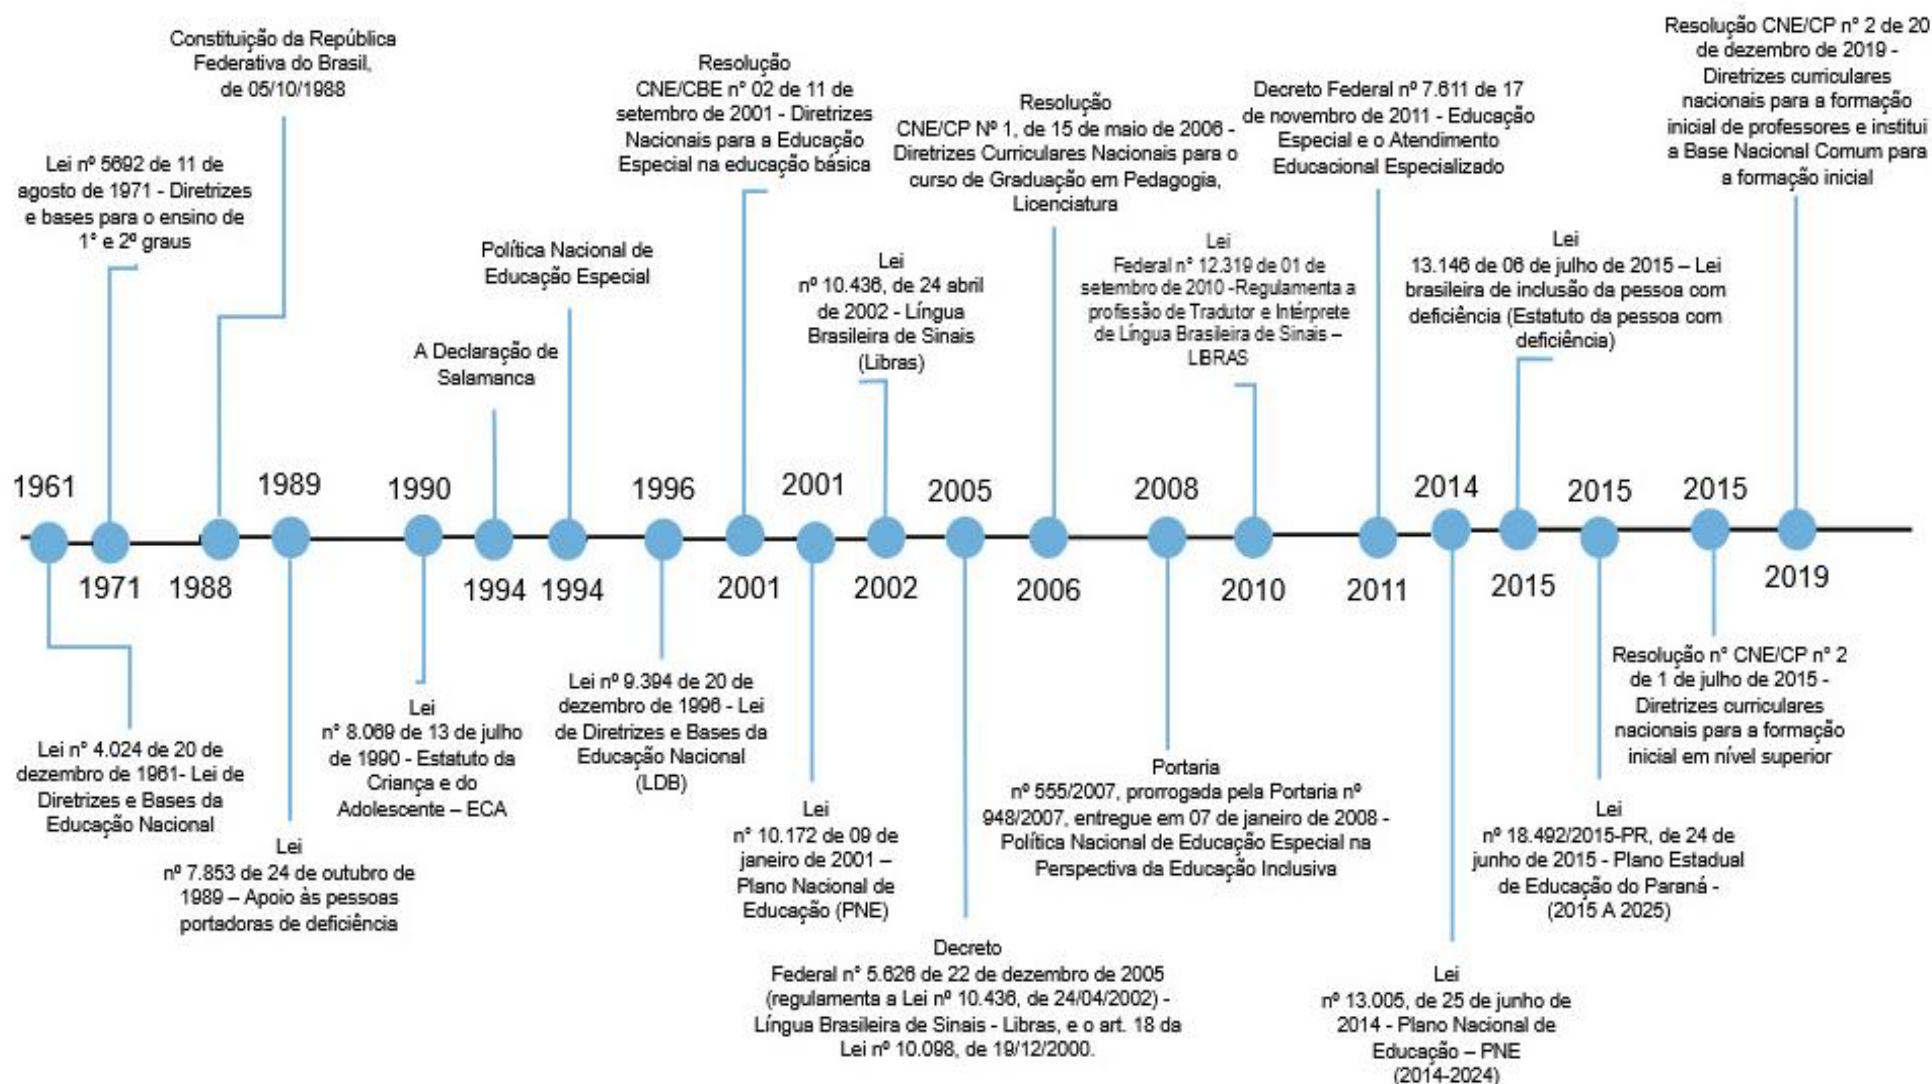 Constituição da República
Federativa do Brasil,
de 05/10/1988
Lei nº 5692 de 11 de
agosto de 1971 - Diretrizes
e bases para o ensino de
1° e 2º graus
Resolução
CNE/CBE n° 02 de 11 de
setembro de 2001 - Diretrizes
Nacionais para a Educação
Especial na educação básica
Política Nacional de
Educação Especial
A Declaração de
Salamanca
Lei
nº 10.436, de 24 abril
de 2002 - Língua
Brasileira de Sinais
(Libras)
Resolução
CNE/CP Nº 1, de 15 de maio de 2006 -
Diretrizes Curriculares Nacionais para o
curso de Graduação em Pedagogia,
Licenciatura
Lei
Federal n° 12.319 de 01 de
setembro de 2010 -Regulamenta a
profissão de Tradutor e Intérprete
de Língua Brasileira de Sinais –
LIBRAS
Decreto Federal nº 7.611 de 17
de novembro de 2011 - Educação
Especial e o Atendimento
Educacional Especializado
Lei
13.146 de 06 de julho de 2015 – Lei
brasileira de inclusão da pessoa com
deficiência (Estatuto da pessoa com
deficiência)
Resolução CNE/CP nº 2 de 20
de dezembro de 2019 -
Diretrizes curriculares
nacionais para a formação
inicial de professores e institui
a Base Nacional Comum para
a formação inicial
1961
1989
1990
1996
2001
2005
2008
2014
2015
2015
1971
1988
1994
1994
2001
2002
2006
2010
2011
2015
2019
Lei n° 4.024 de 20 de
dezembro de 1961- Lei de
Diretrizes e Bases da
Educação Nacional
Lei
nº 7.853 de 24 de outubro de
1989 – Apoio às pessoas
portadoras de deficiência
Lei
n° 8.069 de 13 de julho
de 1990 - Estatuto da
Criança e do
Adolescente – ECA
Lei nº 9.394 de 20 de
dezembro de 1996 - Lei
de Diretrizes e Bases da
Educação Nacional
(LDB)
Lei
n° 10.172 de 09 de
janeiro de 2001 –
Plano Nacional de
Educação (PNE)
Decreto
Federal n° 5.626 de 22 de dezembro de 2005
(regulamenta a Lei nº 10.436, de 24/04/2002) -
Língua Brasileira de Sinais - Libras, e o art. 18 da
Lei nº 10.098, de 19/12/2000.
Portaria
nº 555/2007, prorrogada pela Portaria nº
948/2007, entregue em 07 de janeiro de 2008 -
Política Nacional de Educação Especial na
Perspectiva da Educação Inclusiva
Lei
nº 13.005, de 25 de junho de
2014 - Plano Nacional de
Educação – PNE
(2014-2024)
Lei
nº 18.492/2015-PR, de 24 de
junho de 2015 - Plano Estadual
de Educação do Paraná -
(2015 A 2025)
Resolução n° CNE/CP n° 2
de 1 de julho de 2015 -
Diretrizes curriculares
nacionais para a formação
inicial em nível superior